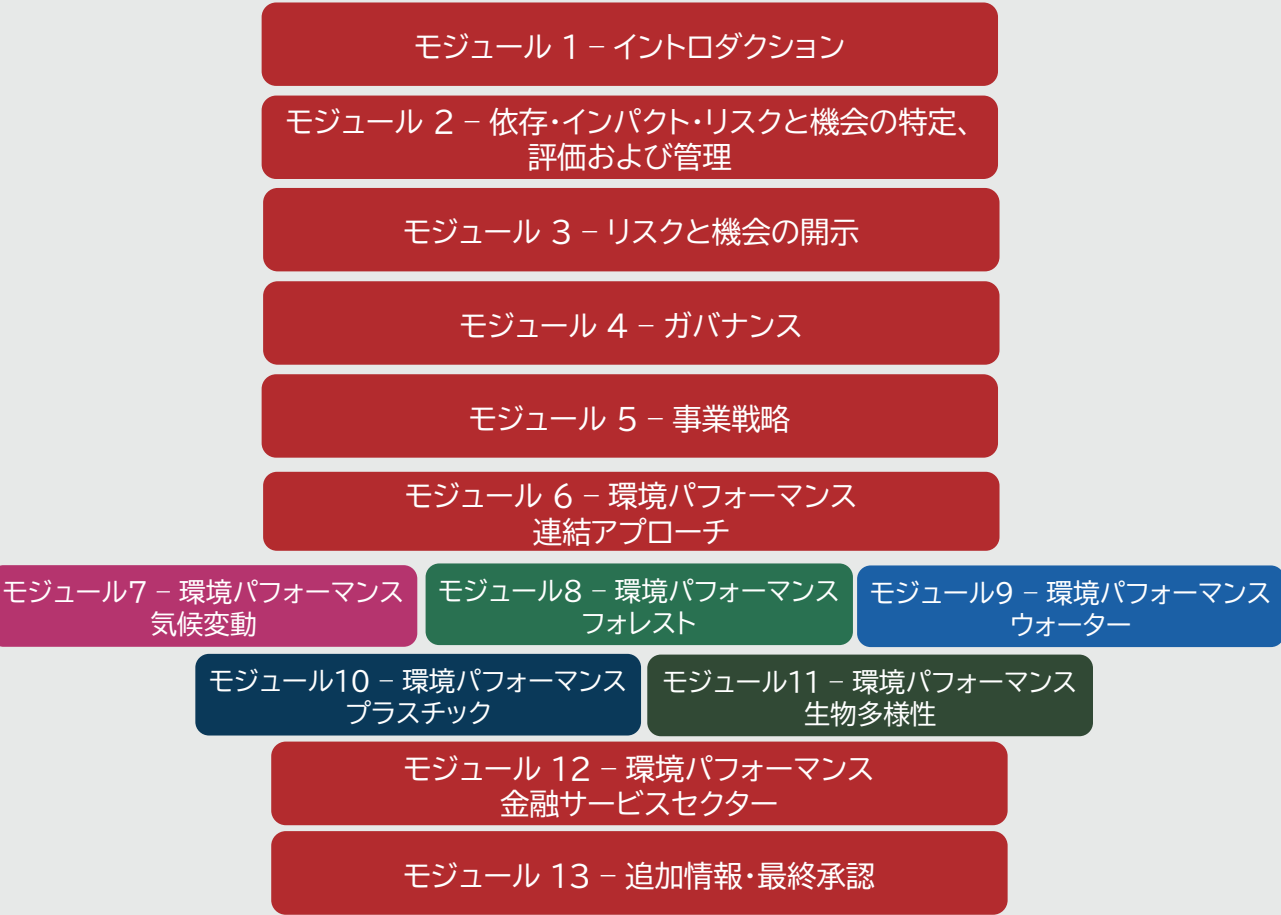 モジュール 1 – イントロダクション
モジュール 2 – 依存・インパクト・リスクと機会の特定、
評価および管理
モジュール 3 – リスクと機会の開示
モジュール 4 – ガバナンス
モジュール 5 – 事業戦略
モジュール 6 – 環境パフォーマンス
連結アプローチ
モジュール7 – 環境パフォーマンス
気候変動
モジュール8 – 環境パフォーマンス
フォレスト
モジュール9 – 環境パフォーマンス
ウォーター
モジュール10 – 環境パフォーマンス
プラスチック
モジュール11 – 環境パフォーマンス
生物多様性
モジュール 12 – 環境パフォーマンス
金融サービスセクター
モジュール 13 – 追加情報・最終承認